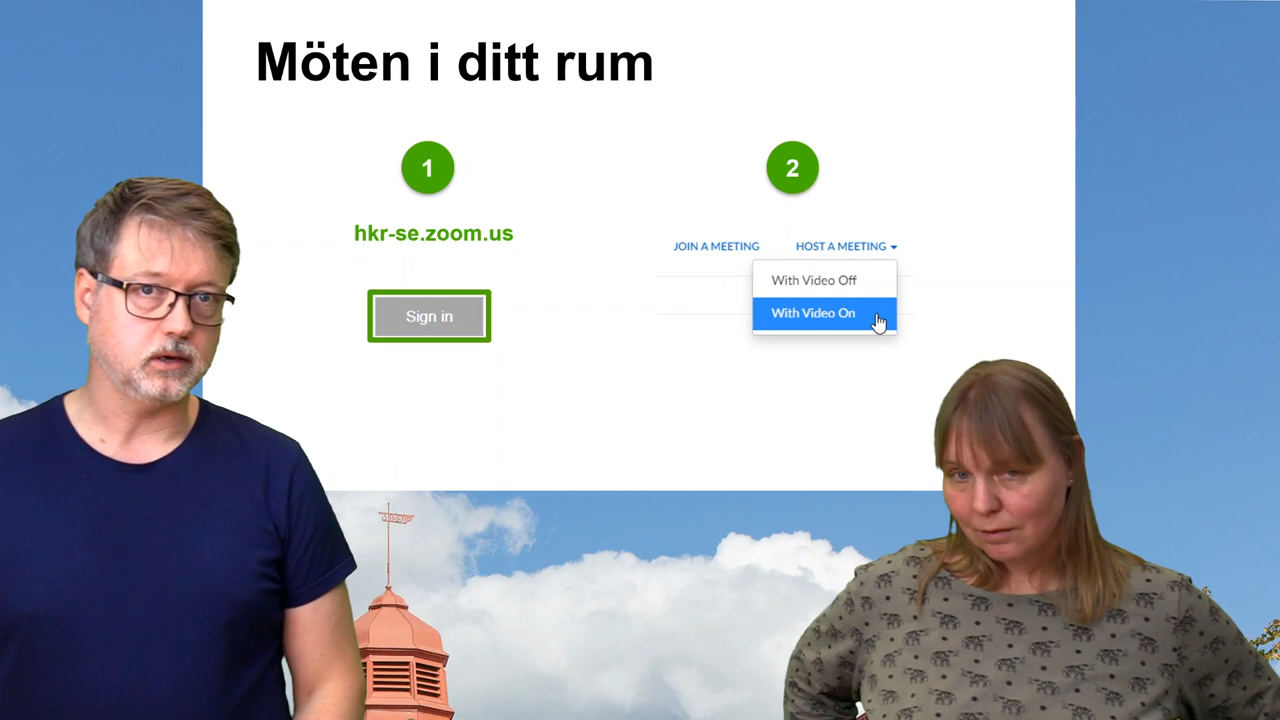 Möten i ditt rum
1
hkr-se.zoom.us
Sign in
2
JOIN A MEETING
HOST A MEETING
With Video Off
With Video On